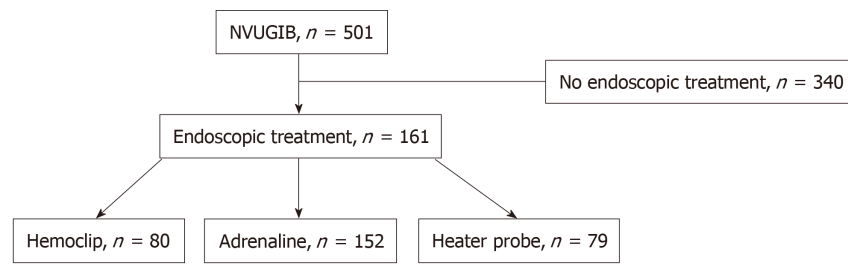 NVUGIB, n = 501
No endoscopic treatment, n = 340
Endoscopic treatment, n = 161
Hemoclip, n = 80
Adrenaline, n = 152
Heater probe, n = 79